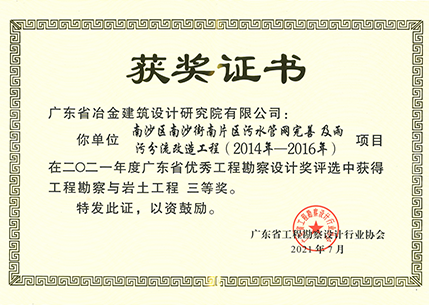 获奖证书
广东省冶金建筑设计研究院有限公司：
你单位 南沙区南沙街南片区污水管网完善及雨污分流改造工程（2014年—2016年） 项目
在二〇二一年度广东省优秀工程勘察设计奖评选中获得
工程勘察与岩土工程 三等奖。
特发此证，以资鼓励。
广东省工程勘察设计行业协会
2021年7月